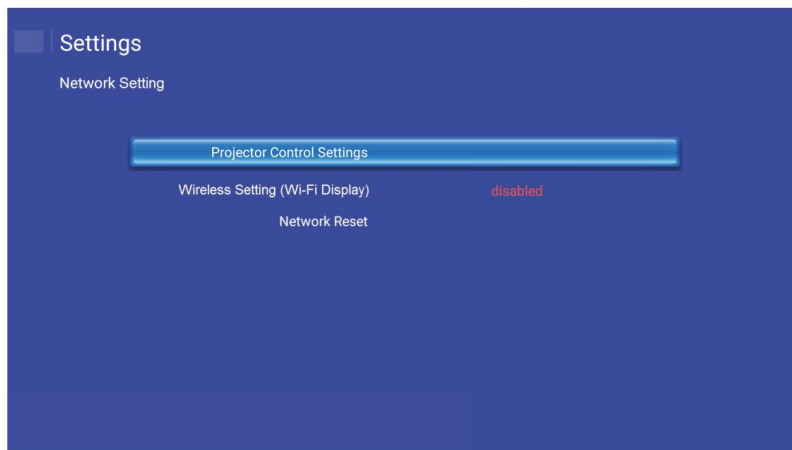 Settings
Network Setting
Projector Control Settings
Wireless Setting (Wi-Fi Display) disabled
Network Reset